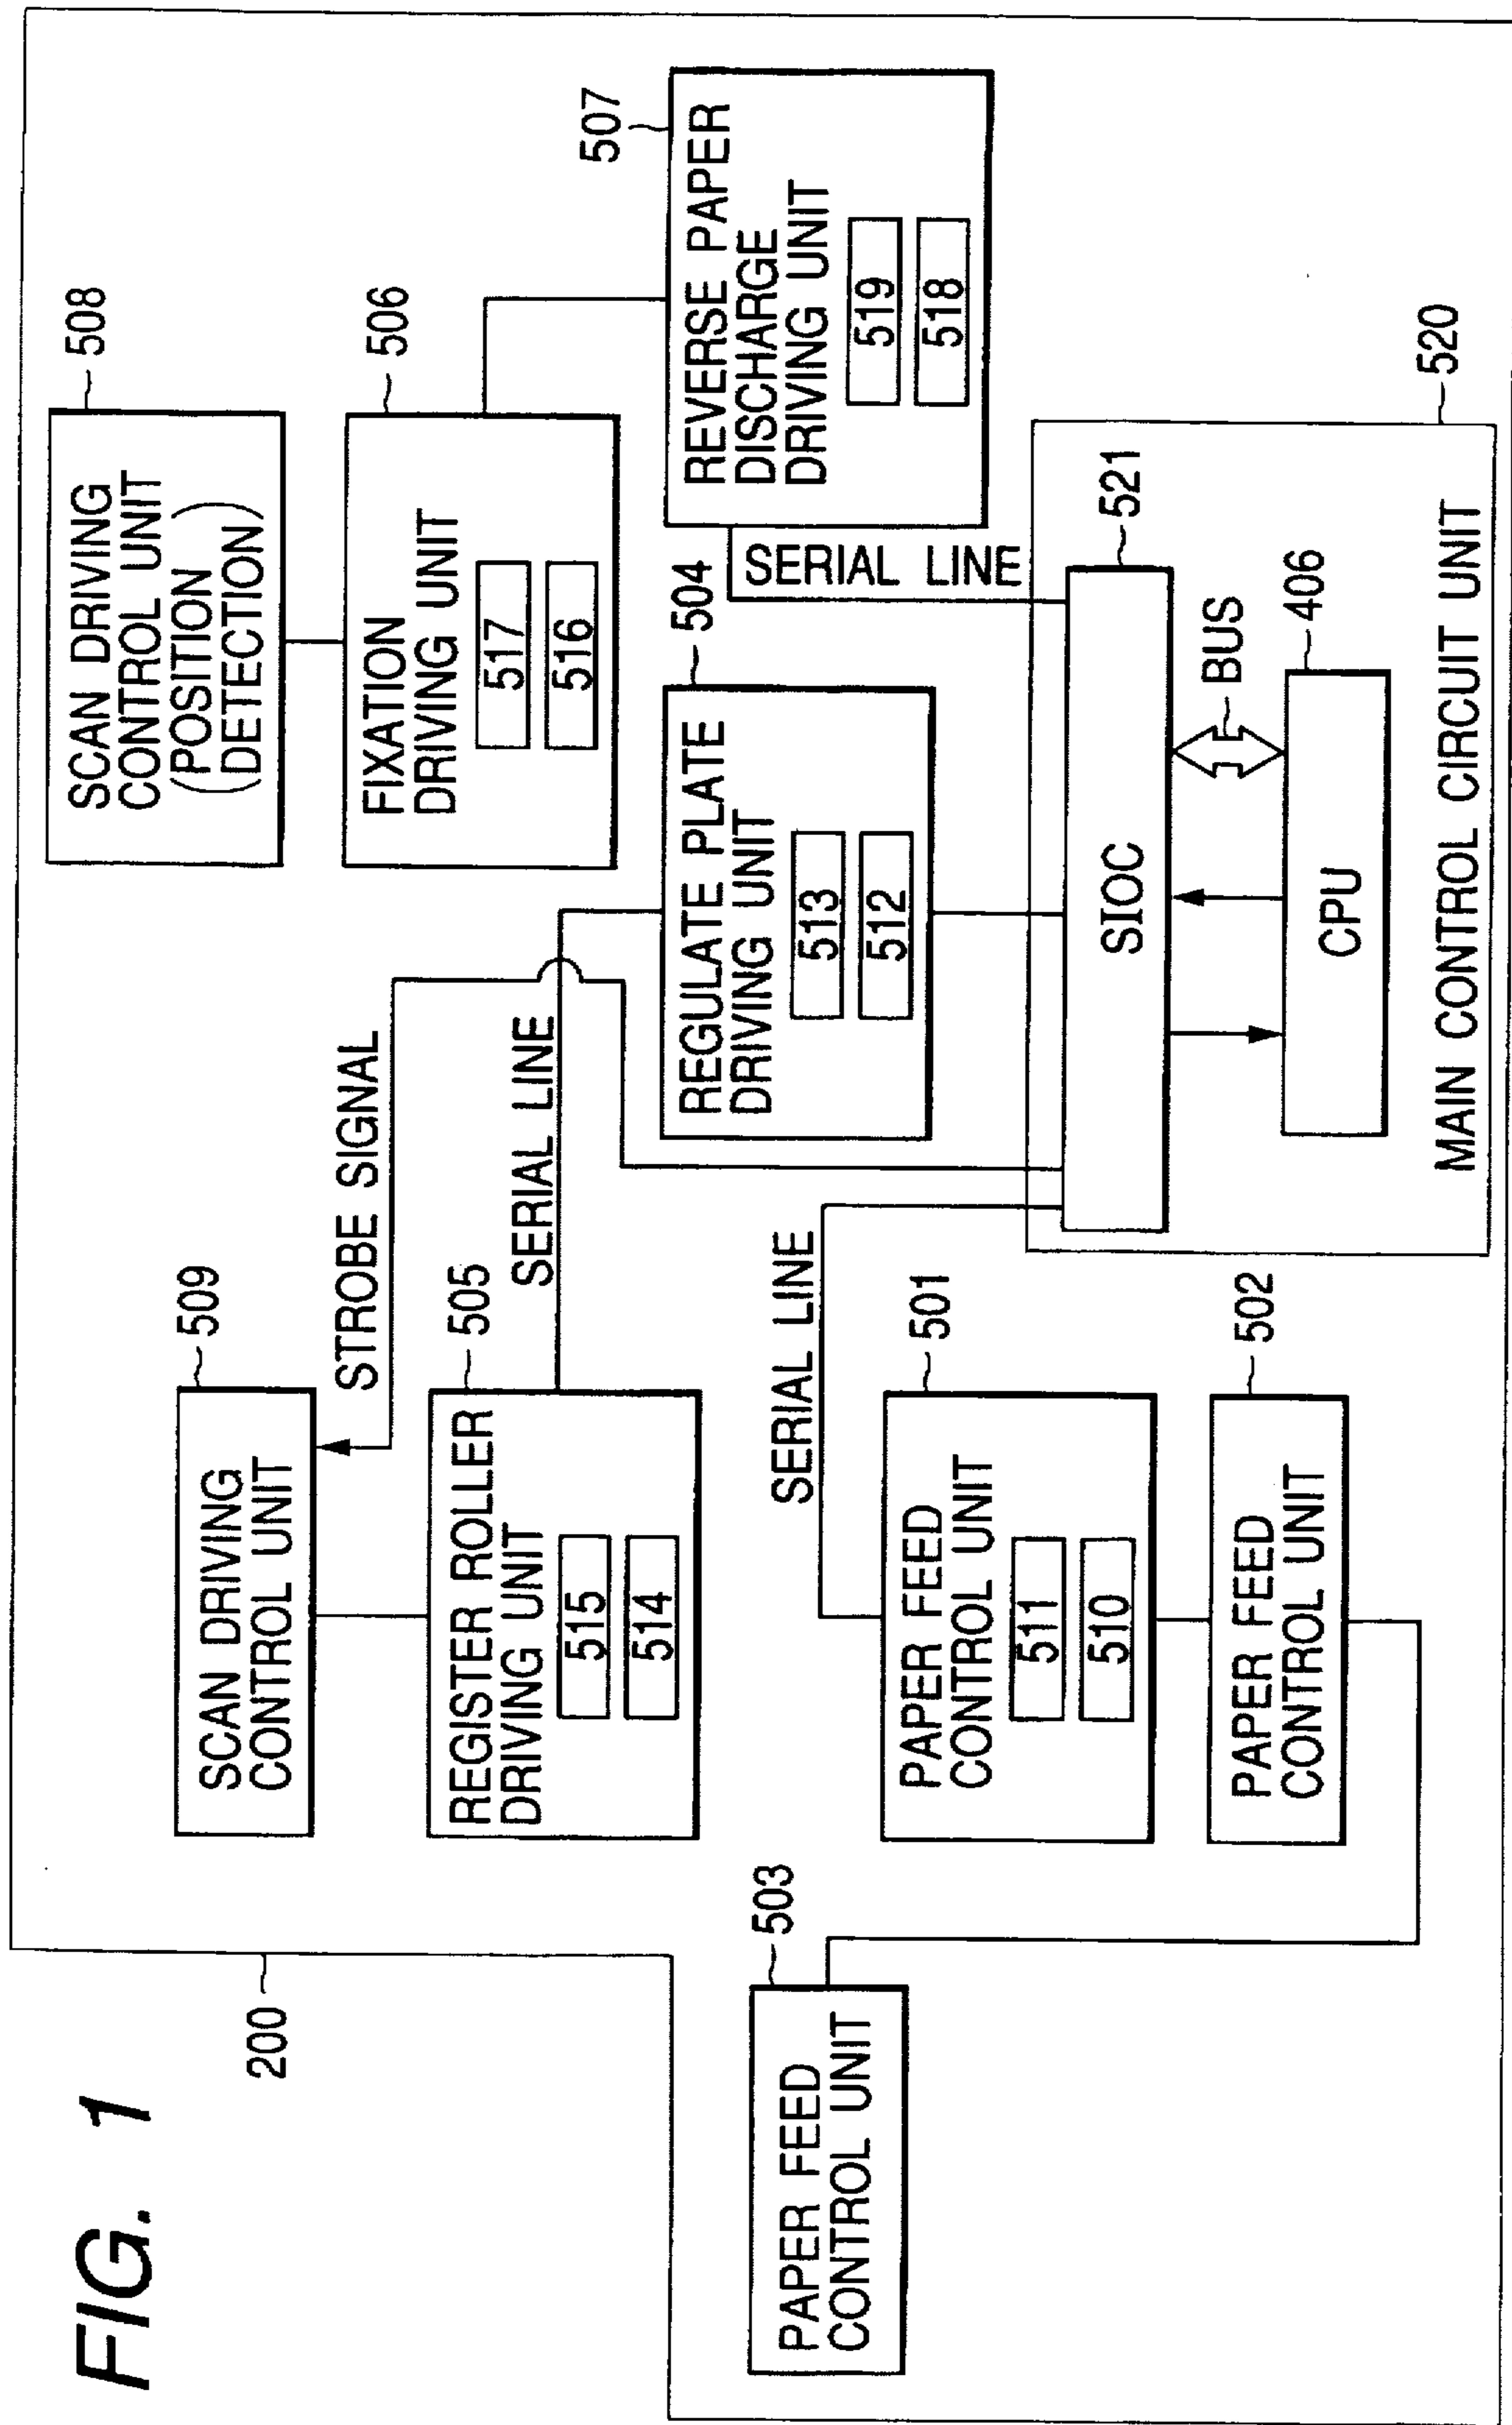 FIG. 1
200
508
SCAN DRIVING
CONTROL UNIT
(POSITION)
(DETECTION)
509
SCAN DRIVING
CONTROL UNIT
STROBE SIGNAL
506
FIXATION
DRIVING UNIT
517
516
505
REGISTER ROLLER
DRIVING UNIT
515
514
SERIAL LINE
507
REVERSE PAPER
DISCHARGE
DRIVING UNIT
519
518
504
REGULATE PLATE
DRIVING UNIT
513
512
SERIAL LINE
503
PAPER FEED
CONTROL UNIT
SERIAL LINE
501
PAPER FEED
CONTROL UNIT
511
510
502
PAPER FEED
CONTROL UNIT
521
SIOC
BUS
406
CPU
MAIN CONTROL CIRCUIT UNIT
520